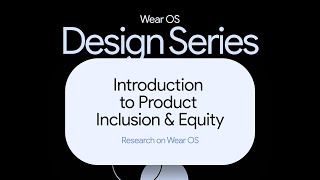 Wear OS
Design Series
Introduction
to Product
Inclusion & Equity
Research on Wear OS